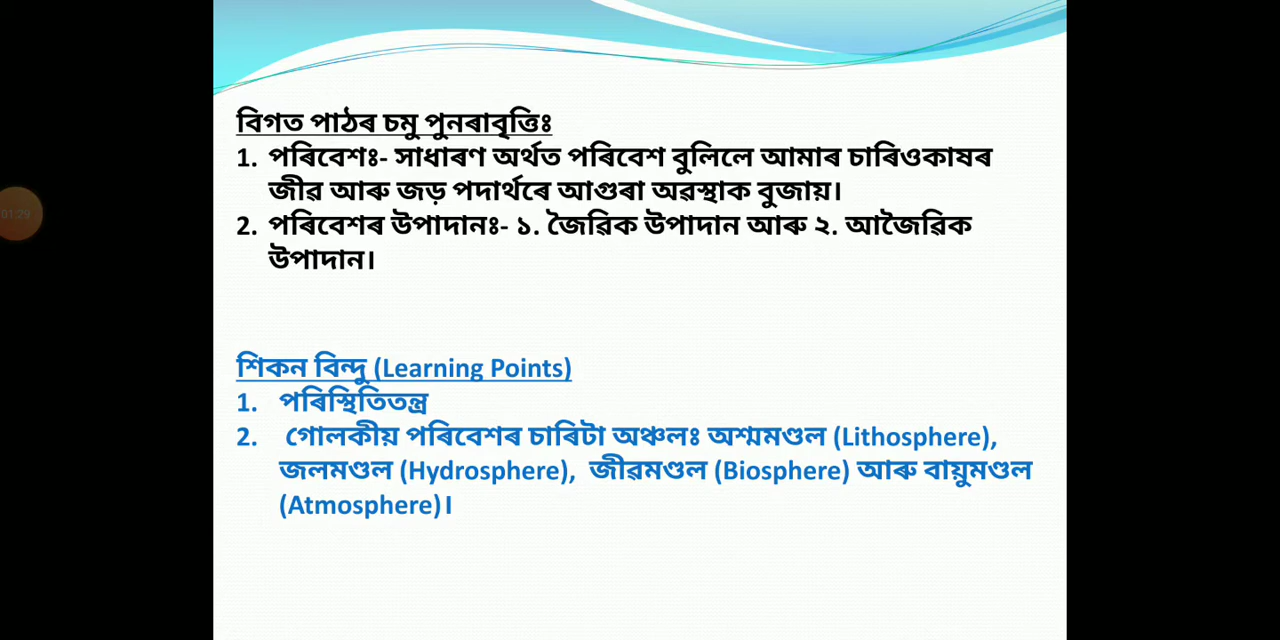 বিগত পাঠৰ চমু পুনৰাবৃত্তিঃ
1. পৰিবেশঃ- সাধাৰণ অৰ্থত পৰিবেশ বুলিলে আমাৰ চাৰিওকাষৰ
জীৱ আৰু জড় পদাৰ্থৰে আগুৰা অৱস্থাক বুজায়।
2. পৰিবেশৰ উপাদানঃ- ১. জৈৱিক উপাদান আৰু ২. আজৈৱিক
উপাদান।
01:29
শিকন বিন্দু (Learning Points)
1. পৰিস্থিতিতন্ত্ৰ
2. গোলকীয় পৰিবেশৰ চাৰিটা অঞ্চলঃ অশ্মমণ্ডল (Lithosphere),
জলমণ্ডল (Hydrosphere), জীৱমণ্ডল (Biosphere) আৰু বায়ুমণ্ডল
(Atmosphere)।